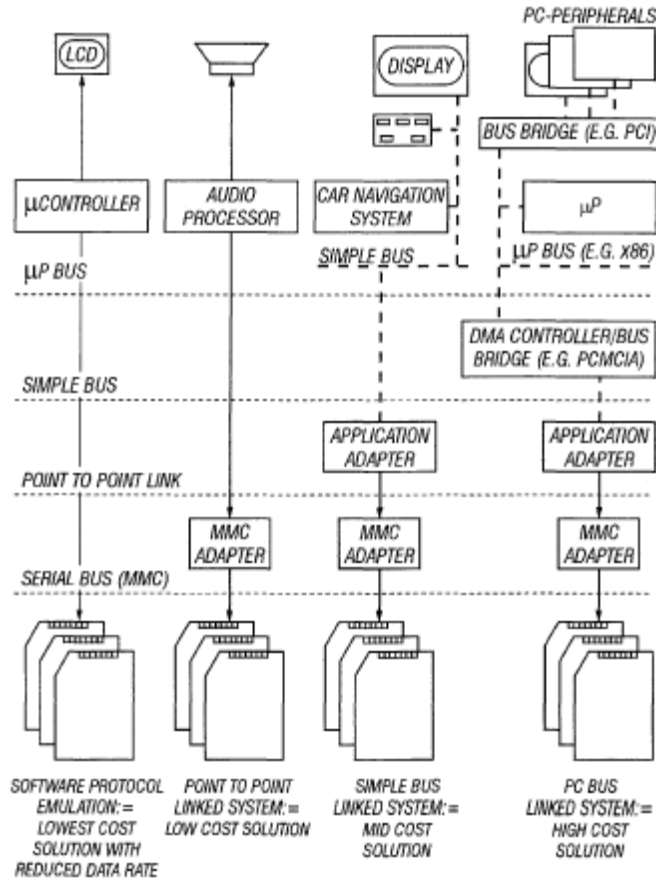 PC-PERIPHERALS
LCD
DISPLAY
BUS BRIDGE (E.G. PCI)
μCONTROLLER
AUDIO
PROCESSOR
CAR NAVIGATION
SYSTEM
μP
SIMPLE BUS
μP BUS (E.G. X86)
μP BUS
DMA CONTROLLER/BUS
BRIDGE (E.G. PCMCIA)
SIMPLE BUS
APPLICATION
ADAPTER
APPLICATION
ADAPTER
POINT TO POINT LINK
MMC
ADAPTER
MMC
ADAPTER
MMC
ADAPTER
SERIAL BUS (MMC)
SOFTWARE PROTOCOL
EMULATION:=
LOWEST COST
SOLUTION WITH
REDUCED DATA RATE
POINT TO POINT
LINKED SYSTEM:=
LOW COST SOLUTION
SIMPLE BUS
LINKED SYSTEM:=
MID COST
SOLUTION
PC BUS
LINKED SYSTEM:=
HIGH COST
SOLUTION